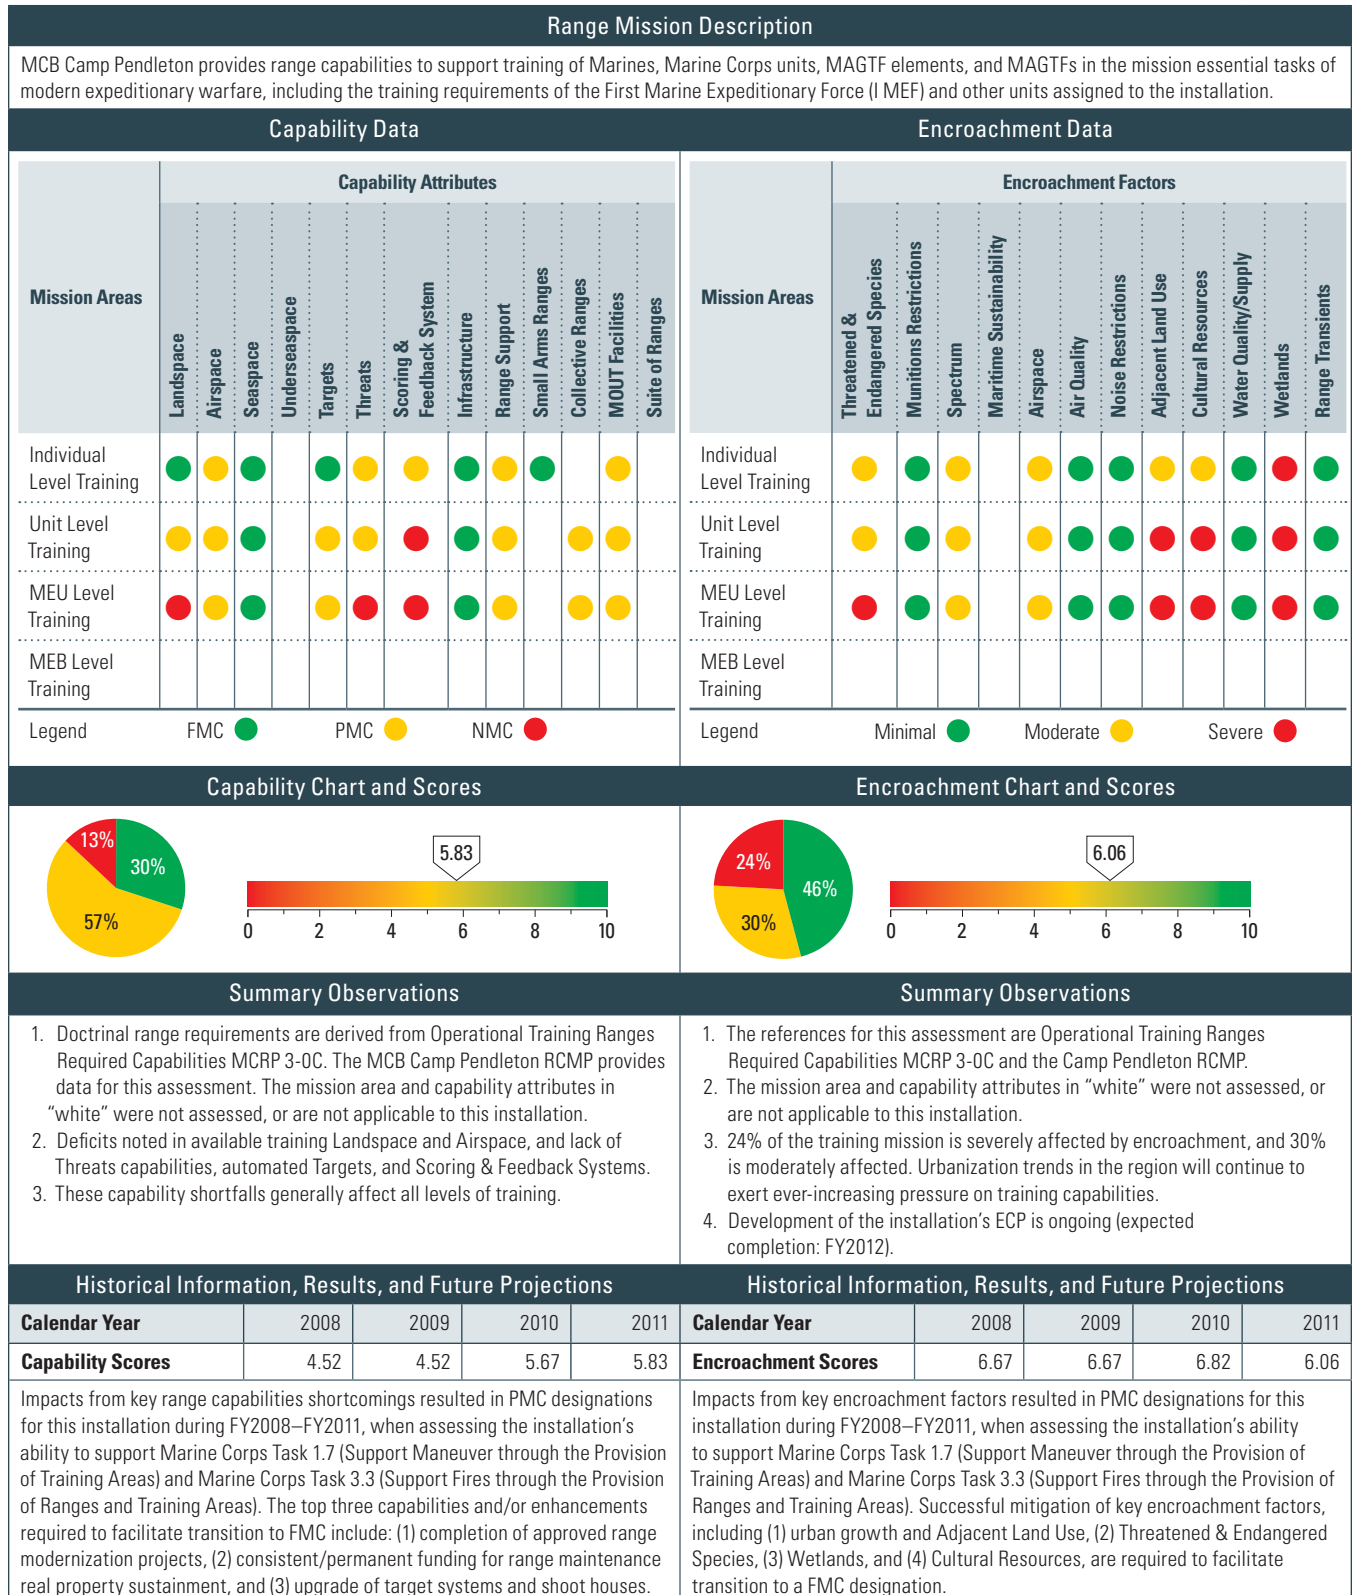 Range Mission Description
MCB Camp Pendleton provides range capabilities to support training of Marines, Marine Corps units, MAGTF elements, and MAGTFs in the mission essential tasks of
modern expeditionary warfare, including the training requirements of the First Marine Expeditionary Force (I MEF) and other units assigned to the installation.
Capability Data
Mission Areas
Capability Attributes
Landspace
Airspace
Seaspace
Underseaspace
Targets
Threats
Scoring &
Feedback System
Infrastructure
Range Support
Small Arms Ranges
Collective Ranges
MOUT Facilities
Suite of Ranges
Individual
Level Training
Unit Level
Training
MEU Level
Training
MEB Level
Training
Legend FMC PMC NMC
Encroachment Data
Mission Areas
Encroachment Factors
Threatened &
Endangered Species
Munitions Restrictions
Spectrum
Maritime Sustainability
Airspace
Air Quality
Noise Restrictions
Adjacent Land Use
Cultural Resources
Water Quality/Supply
Wetlands
Range Transients
Individual
Level Training
Unit Level
Training
MEU Level
Training
MEB Level
Training
Legend Minimal Moderate Severe
Capability Chart and Scores
13%
30%
57%
5.83
0 2 4 6 8 10
Encroachment Chart and Scores
24%
46%
30%
6.06
0 2 4 6 8 10
Summary Observations
1. Doctrinal range requirements are derived from Operational Training Ranges
Required Capabilities MCRP 3-0C. The MCB Camp Pendleton RCMP provides
data for this assessment. The mission area and capability attributes in
“white” were not assessed, or are not applicable to this installation.
2. Deficits noted in available training Landspace and Airspace, and lack of
Threats capabilities, automated Targets, and Scoring & Feedback Systems.
3. These capability shortfalls generally affect all levels of training.
Summary Observations
1. The references for this assessment are Operational Training Ranges
Required Capabilities MCRP 3-0C and the Camp Pendleton RCMP.
2. The mission area and capability attributes in “white” were not assessed, or
are not applicable to this installation.
3. 24% of the training mission is severely affected by encroachment, and 30%
is moderately affected. Urbanization trends in the region will continue to
exert ever-increasing pressure on training capabilities.
4. Development of the installation’s ECP is ongoing (expected
completion: FY2012).
Historical Information, Results, and Future Projections
Calendar Year 2008 2009 2010 2011
Capability Scores 4.52 4.52 5.67 5.83
Impacts from key range capabilities shortcomings resulted in PMC designations
for this installation during FY2008–FY2011, when assessing the installation’s
ability to support Marine Corps Task 1.7 (Support Maneuver through the Provision
of Training Areas) and Marine Corps Task 3.3 (Support Fires through the Provision
of Ranges and Training Areas). The top three capabilities and/or enhancements
required to facilitate transition to FMC include: (1) completion of approved range
modernization projects, (2) consistent/permanent funding for range maintenance
real property sustainment, and (3) upgrade of target systems and shoot houses.
Historical Information, Results, and Future Projections
Calendar Year 2008 2009 2010 2011
Encroachment Scores 6.67 6.67 6.82 6.06
Impacts from key encroachment factors resulted in PMC designations for this
installation during FY2008–FY2011, when assessing the installation’s ability
to support Marine Corps Task 1.7 (Support Maneuver through the Provision of
Training Areas) and Marine Corps Task 3.3 (Support Fires through the Provision of
Ranges and Training Areas). Successful mitigation of key encroachment factors,
including (1) urban growth and Adjacent Land Use, (2) Threatened & Endangered
Species, (3) Wetlands, and (4) Cultural Resources, are required to facilitate
transition to a FMC designation.